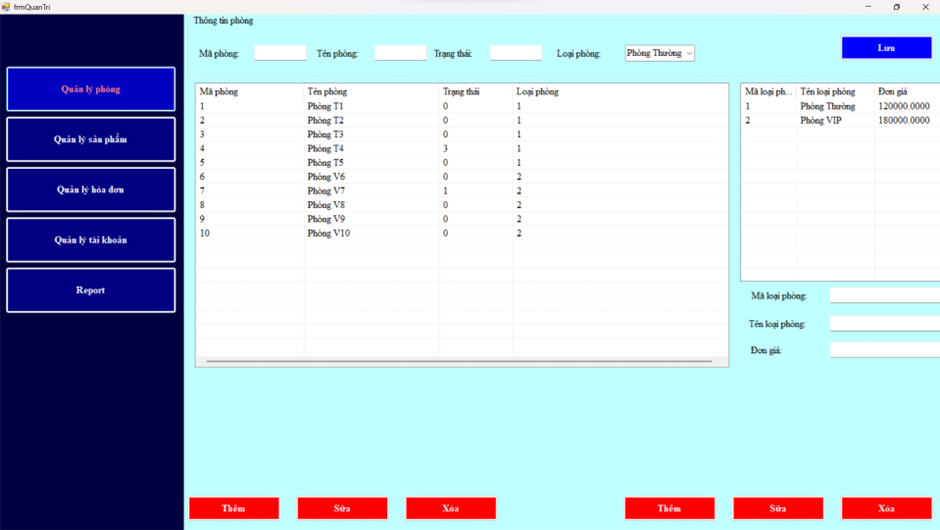 frmQuanTri
Quản lý phòng
Quản lý sản phẩm
Quản lý hóa đơn
Quản lý tài khoản
Report
Thông tin phòng
Mã phòng: Tên phòng: Trạng thái: Loại phòng: Phòng Thường Lưu
Mã phòng Tên phòng Trạng thái Loại phòng
1 Phòng T1 0 1
2 Phòng T2 0 1
3 Phòng T3 0 1
4 Phòng T4 3 1
5 Phòng T5 0 1
6 Phòng V6 0 2
7 Phòng V7 1 2
8 Phòng V8 0 2
9 Phòng V9 0 2
10 Phòng V10 0 2
Mã loại ph... Tên loại phòng Đơn giá
1 Phòng Thường 120000.0000
2 Phòng VIP 180000.0000
Mã loại phòng:
Tên loại phòng:
Đơn giá:
Thêm Sửa Xóa Thêm Sửa Xóa